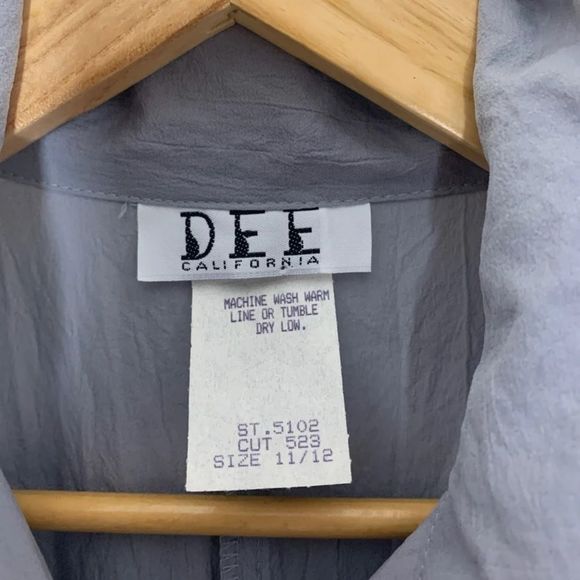 DEE
CALIFORNIA
MACHINE WASH WARM
LINE OR TUMBLE
DRY LOW.
ST.5102
CUT 523
SIZE 11/12